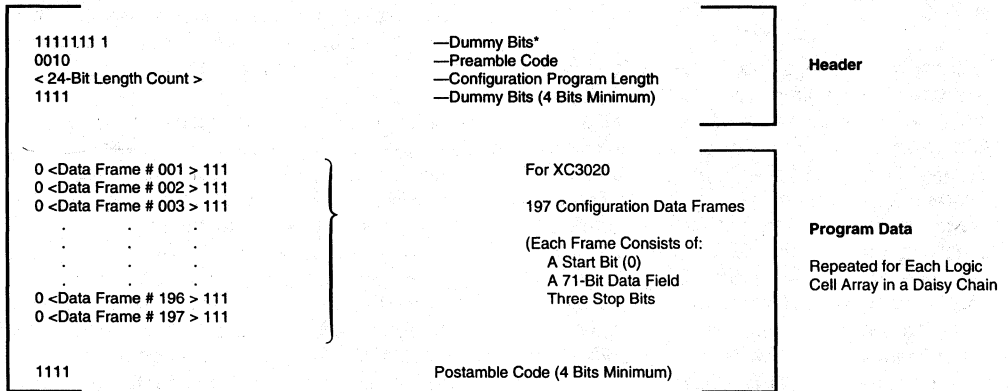 11111111 1 —Dummy Bits*
0010 —Preamble Code
< 24-Bit Length Count > —Configuration Program Length
1111 —Dummy Bits (4 Bits Minimum)
Header
0 <Data Frame # 001 > 111 For XC3020
0 <Data Frame # 002 > 111
0 <Data Frame # 003 > 111 197 Configuration Data Frames
. . .
. . . (Each Frame Consists of:
A Start Bit (0)
. . . A 71-Bit Data Field
. . .
0 <Data Frame # 196 > 111 Three Stop Bits
0 <Data Frame # 197 > 111
Program Data
Repeated for Each Logic
Cell Array in a Daisy Chain
1111 Postamble Code (4 Bits Minimum)